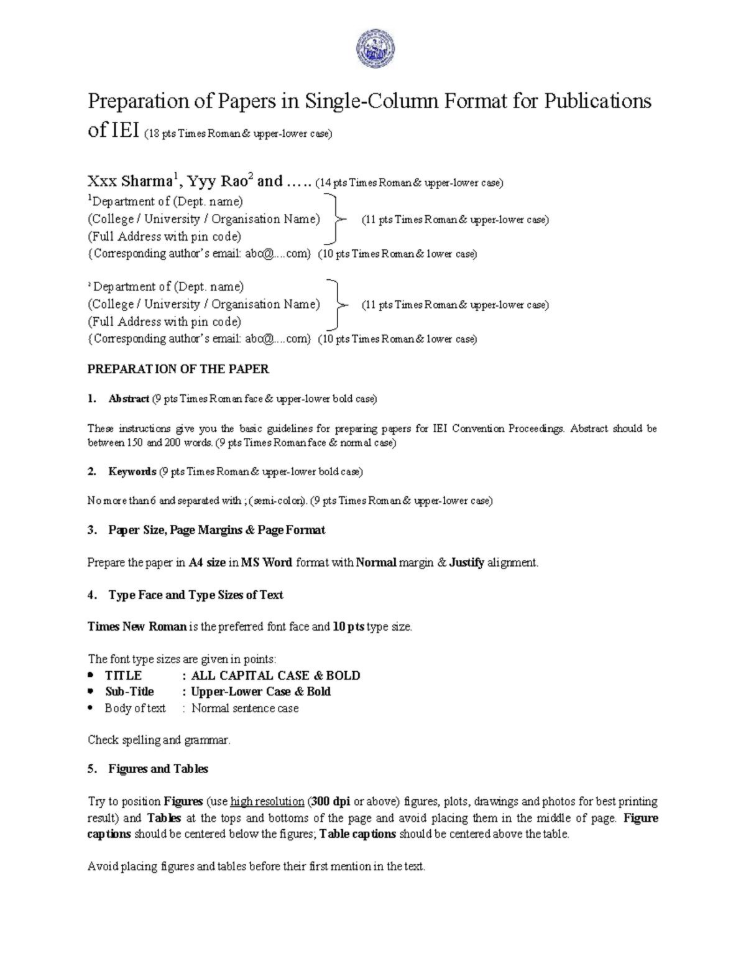 Preparation of Papers in Single-Column Format for Publications
of IEI (18 pts Times Roman & upper-lower case)
Xxx Sharma1, Yyy Rao2 and ….. (14 pts Times Roman & upper-lower case)
1Department of (Dept. name)
(College / University / Organisation Name) (11 pts Times Roman & upper-lower case)
(Full Address with pin code)
(Corresponding author's email: abc@....com) (10 pts Times Roman & lower case)
2 Department of (Dept. name)
(College / University / Organisation Name) (11 pts Times Roman & upper-lower case)
(Full Address with pin code)
(Corresponding author's email: abc@....com) (10 pts Times Roman & lower case)
PREPARATION OF THE PAPER
1. Abstract (9 pts Times Roman face & upper-lower bold case)
These instructions give you the basic guidelines for preparing papers for IEI Convention Proceedings. Abstract should be
between 150 and 200 words. (9 pts Times Roman face & normal case)
2. Keywords (9 pts Times Roman & upper-lower bold case)
No more than 6 and separated with ; (semi-colon). (9 pts Times Roman & upper-lower case)
3. Paper Size, Page Margins & Page Format
Prepare the paper in A4 size in MS Word format with Normal margin & Justify alignment.
4. Type Face and Type Sizes of Text
Times New Roman is the preferred font face and 10 pts type size.
The font type sizes are given in points:
• TITLE : ALL CAPITAL CASE & BOLD
• Sub-Title : Upper-Lower Case & Bold
• Body of text : Normal sentence case
Check spelling and grammar.
5. Figures and Tables
Try to position Figures (use high resolution (300 dpi or above) figures, plots, drawings and photos for best printing
result) and Tables at the tops and bottoms of the page and avoid placing them in the middle of page. Figure
captions should be centered below the figures; Table captions should be centered above the table.
Avoid placing figures and tables before their first mention in the text.